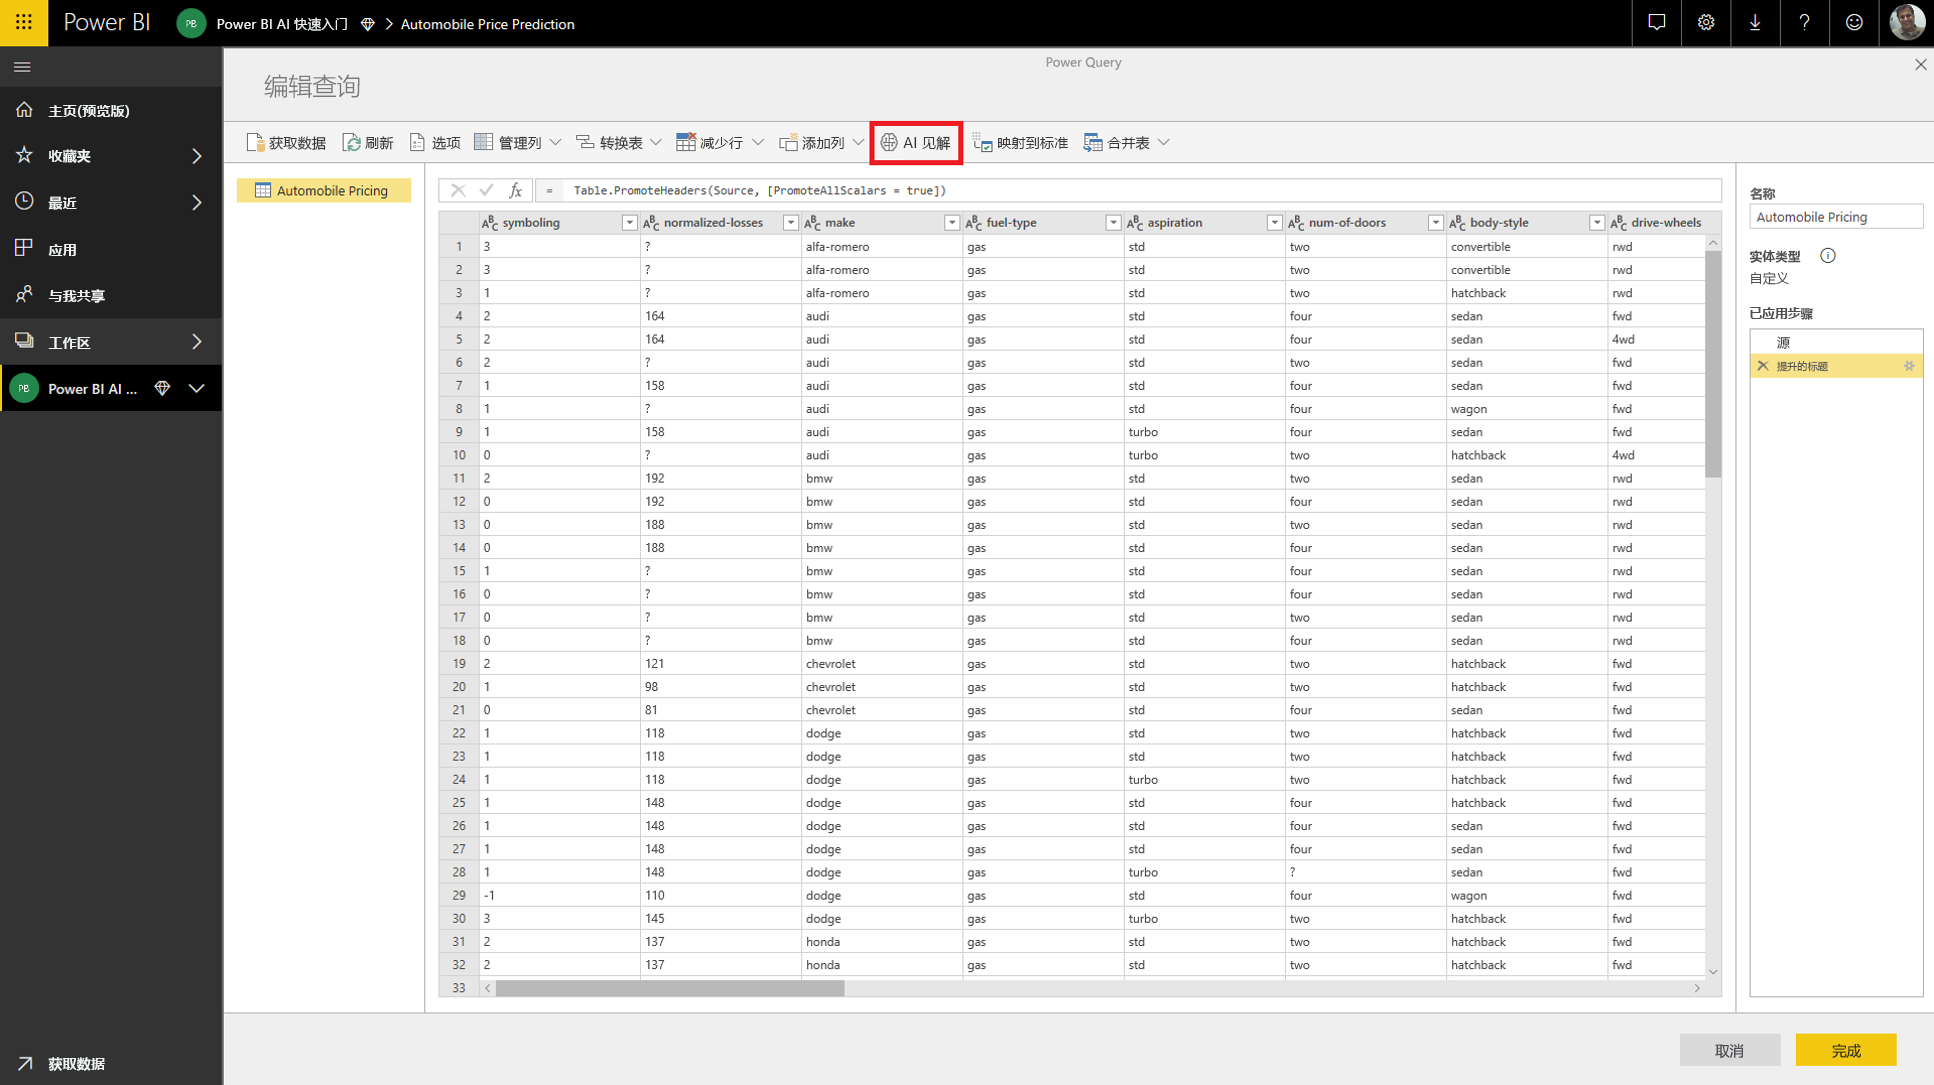 Power BI PB Power BI AI 快速入门 > Automobile Price Prediction
Power Query
编辑查询
主页(预览版)
收藏夹
最近
应用
与我共享
工作区
PB Power BI AI ...
获取数据
获取数据 刷新 选项 管理列 转换表 减少行 添加列 AI 见解 映射到标准 合并表
Automobile Pricing
fx = Table.PromoteHeaders(Source, [PromoteAllScalars = true])
ABC symboling ABC normalized-losses ABC make ABC fuel-type ABC aspiration ABC num-of-doors ABC body-style ABC drive-wheels
1 3 ? alfa-romero gas std two convertible rwd
2 3 ? alfa-romero gas std two convertible rwd
3 1 ? alfa-romero gas std two hatchback rwd
4 2 164 audi gas std four sedan fwd
5 2 164 audi gas std four sedan 4wd
6 2 ? audi gas std two sedan fwd
7 1 158 audi gas std four sedan fwd
8 1 ? audi gas std four wagon fwd
9 1 158 audi gas turbo four sedan fwd
10 0 ? audi gas turbo two hatchback 4wd
11 2 192 bmw gas std two sedan rwd
12 0 192 bmw gas std four sedan rwd
13 0 188 bmw gas std two sedan rwd
14 0 188 bmw gas std four sedan rwd
15 1 ? bmw gas std four sedan rwd
16 0 ? bmw gas std four sedan rwd
17 0 ? bmw gas std two sedan rwd
18 0 ? bmw gas std four sedan rwd
19 2 121 chevrolet gas std two hatchback fwd
20 1 98 chevrolet gas std two hatchback fwd
21 0 81 chevrolet gas std four sedan fwd
22 1 118 dodge gas std two hatchback fwd
23 1 118 dodge gas std two hatchback fwd
24 1 118 dodge gas turbo two hatchback fwd
25 1 148 dodge gas std four hatchback fwd
26 1 148 dodge gas std four sedan fwd
27 1 148 dodge gas std four sedan fwd
28 1 148 dodge gas turbo ? sedan fwd
29 -1 110 dodge gas std four wagon fwd
30 3 145 dodge gas turbo two hatchback fwd
31 2 137 honda gas std two hatchback fwd
32 2 137 honda gas std two hatchback fwd
33
名称
Automobile Pricing
实体类型
自定义
已应用步骤
源
提升的标题
取消 完成